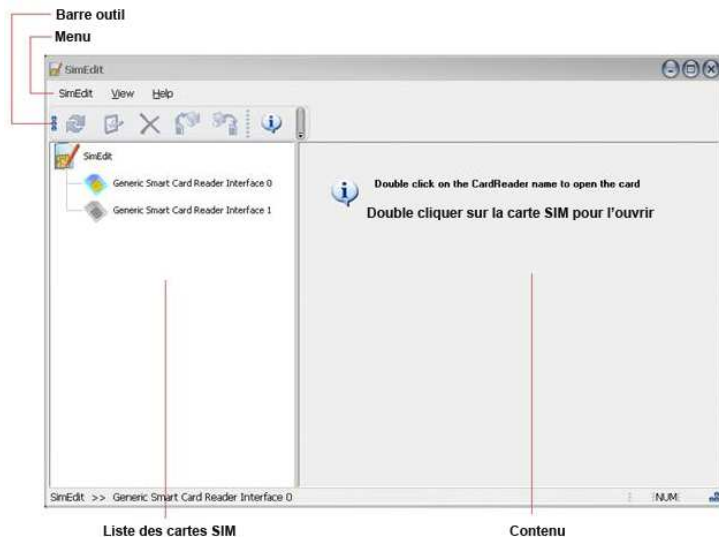 Barre outil
Menu
SimEdit
SimEdit View Help
SimEdit
Generic Smart Card Reader Interface 0
Generic Smart Card Reader Interface 1
Double click on the CardReader name to open the card
Double cliquer sur la carte SIM pour l'ouvrir
SimEdit >> Generic Smart Card Reader Interface 0
NUM
Liste des cartes SIM
Contenu